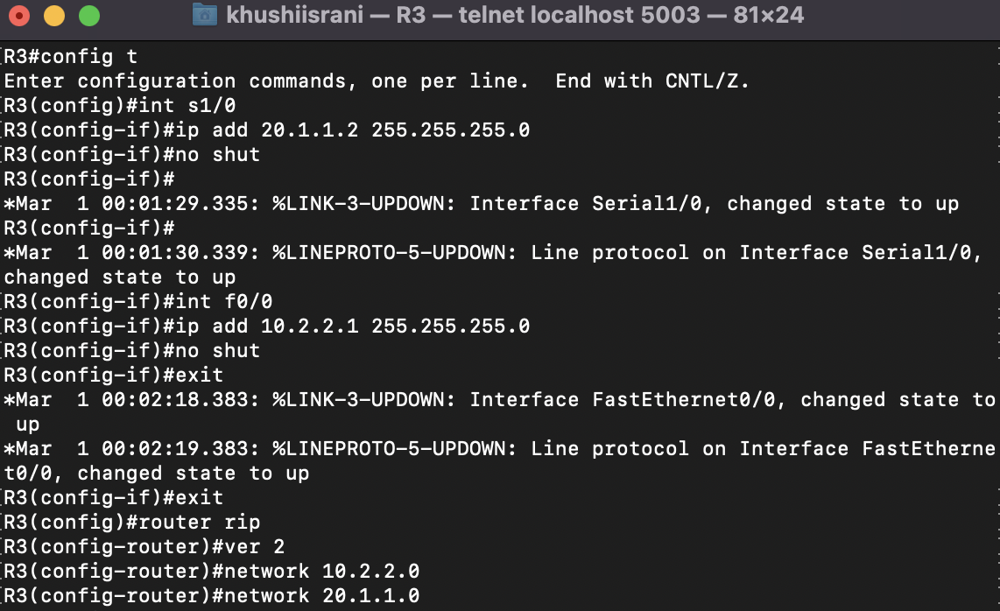 khushiisrani — R3 — telnet localhost 5003 — 81×24
[R3#config t
Enter configuration commands, one per line.  End with CNTL/Z.
[R3(config)#int s1/0
[R3(config-if)#ip add 20.1.1.2 255.255.255.0
[R3(config-if)#no shut
R3(config-if)#
*Mar  1 00:01:29.335: %LINK-3-UPDOWN: Interface Serial1/0, changed state to up
R3(config-if)#
*Mar  1 00:01:30.339: %LINEPROTO-5-UPDOWN: Line protocol on Interface Serial1/0,
changed state to up
[R3(config-if)#int f0/0
[R3(config-if)#ip add 10.2.2.1 255.255.255.0
[R3(config-if)#no shut
R3(config-if)#exit
*Mar  1 00:02:18.383: %LINK-3-UPDOWN: Interface FastEthernet0/0, changed state to
 up
*Mar  1 00:02:19.383: %LINEPROTO-5-UPDOWN: Line protocol on Interface FastEtherne
t0/0, changed state to up
[R3(config-if)#exit
[R3(config)#router rip
[R3(config-router)#ver 2
[R3(config-router)#network 10.2.2.0
[R3(config-router)#network 20.1.1.0